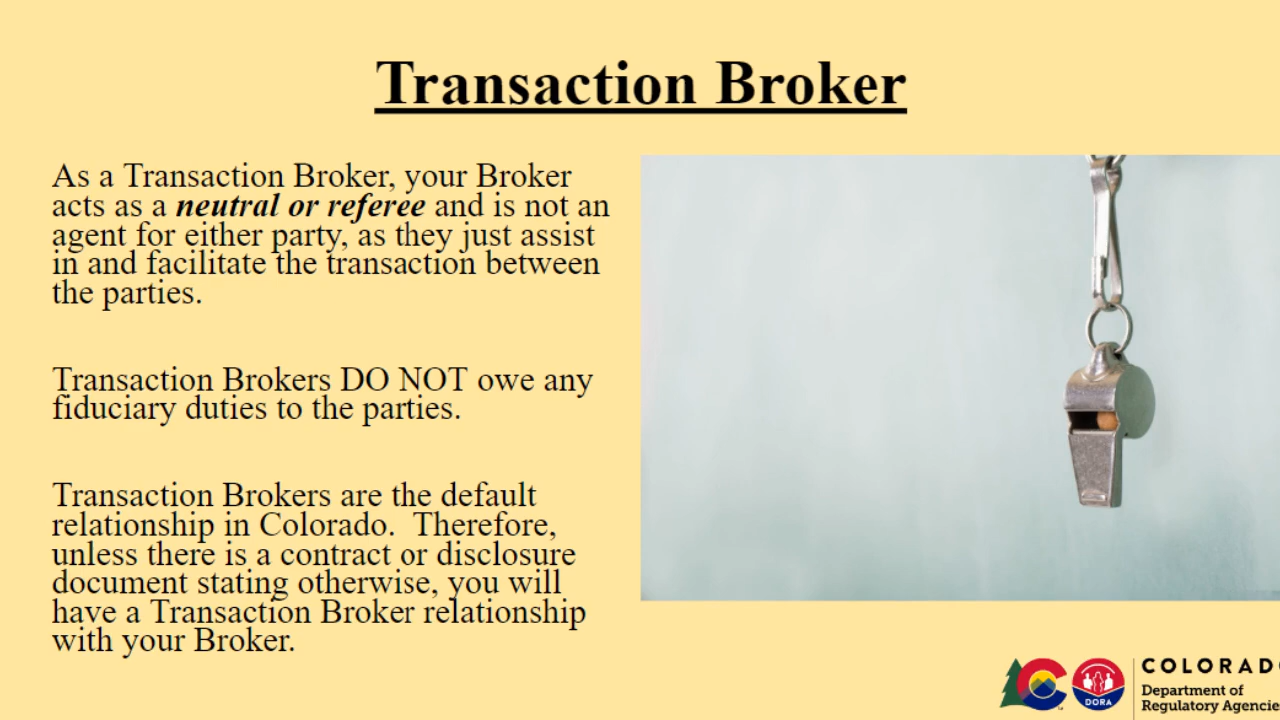 Transaction Broker
As a Transaction Broker, your Broker
acts as a neutral or referee and is not an
agent for either party, as they just assist
in and facilitate the transaction between
the parties.
Transaction Brokers DO NOT owe any
fiduciary duties to the parties.
Transaction Brokers are the default
relationship in Colorado.  Therefore,
unless there is a contract or disclosure
document stating otherwise, you will
have a Transaction Broker relationship
with your Broker.
DORA
COLORAD
Department of
Regulatory Agencie